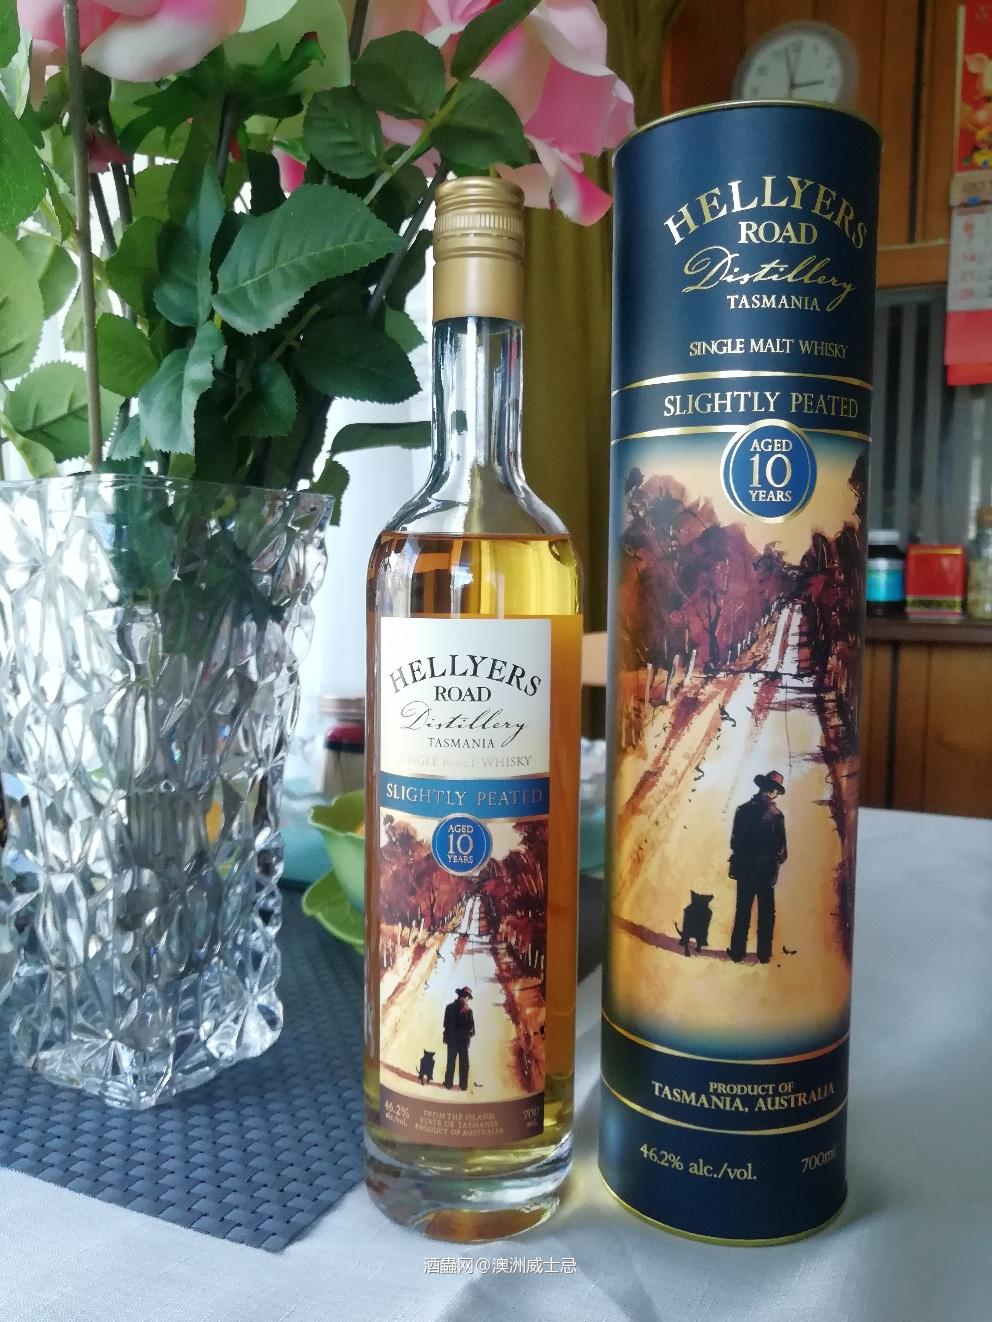 HELLYERS
ROAD
Distillery
TASMANIA
SINGLE MALT WHISKY
SLIGHTLY PEATED
AGED
10
YEARS
46.2%
alc./vol.
FROM THE ISLAND
STATE OF TASMANIA
PRODUCT OF AUSTRALIA
700
mL
HELLYERS
ROAD
Distillery
TASMANIA
SINGLE MALT WHISKY
SLIGHTLY PEATED
AGED
10
YEARS
PRODUCT OF
TASMANIA, AUSTRALIA
46.2% alc./vol. 700mL
酒蟲网@澳洲威士忌